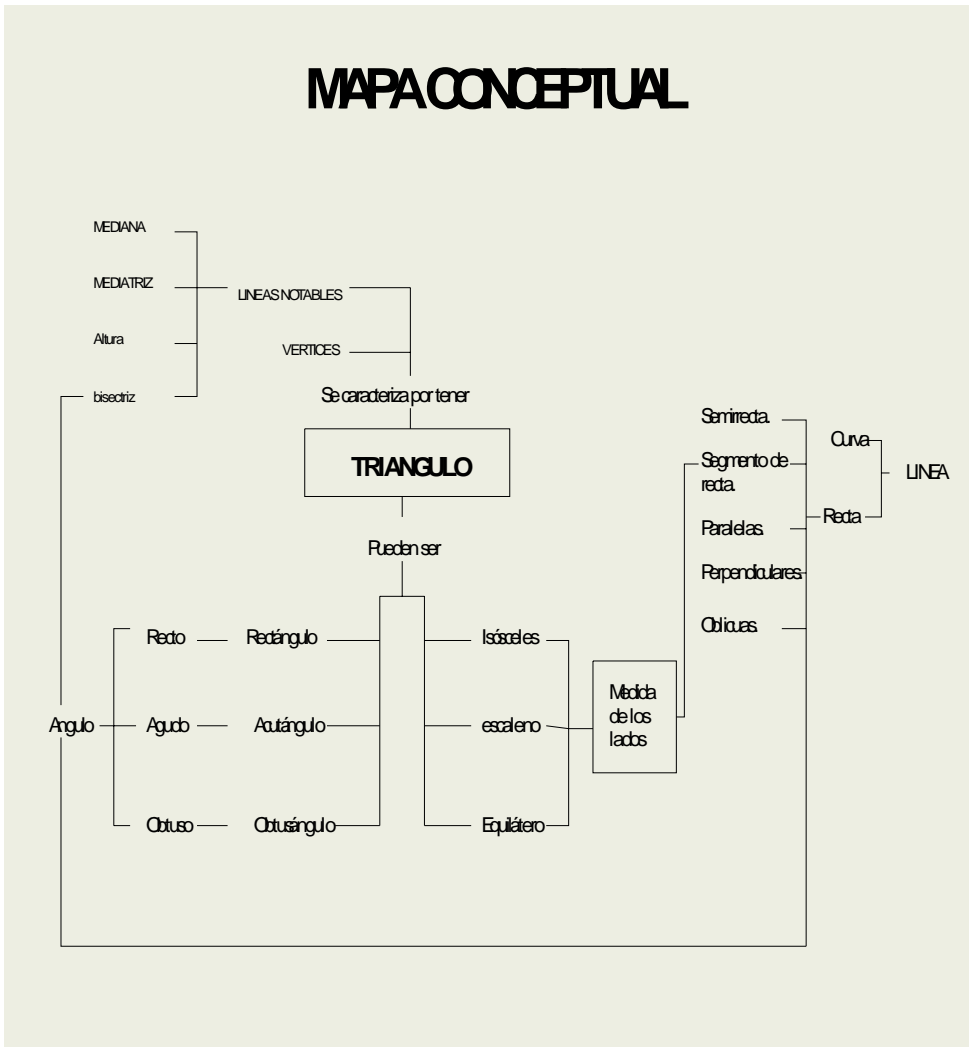 MAPA CONCEPTUAL
MEDIANA
MEDIATRIZ
LINEAS NOTABLES
Altura
VERTICES
bisectriz
Se caracteriza por tener
TRIANGULO
Semirrecta.
Curva
Segmento de
recta.
LINEA
Recta
Paralelas.
Pueden ser
Perpendiculares.
Oblicuas.
Recto
Rectángulo
Isósceles
Medida
de los
lados
Angulo
Agudo
Acutángulo
escaleno
Obtuso
Obtusángulo
Equilátero